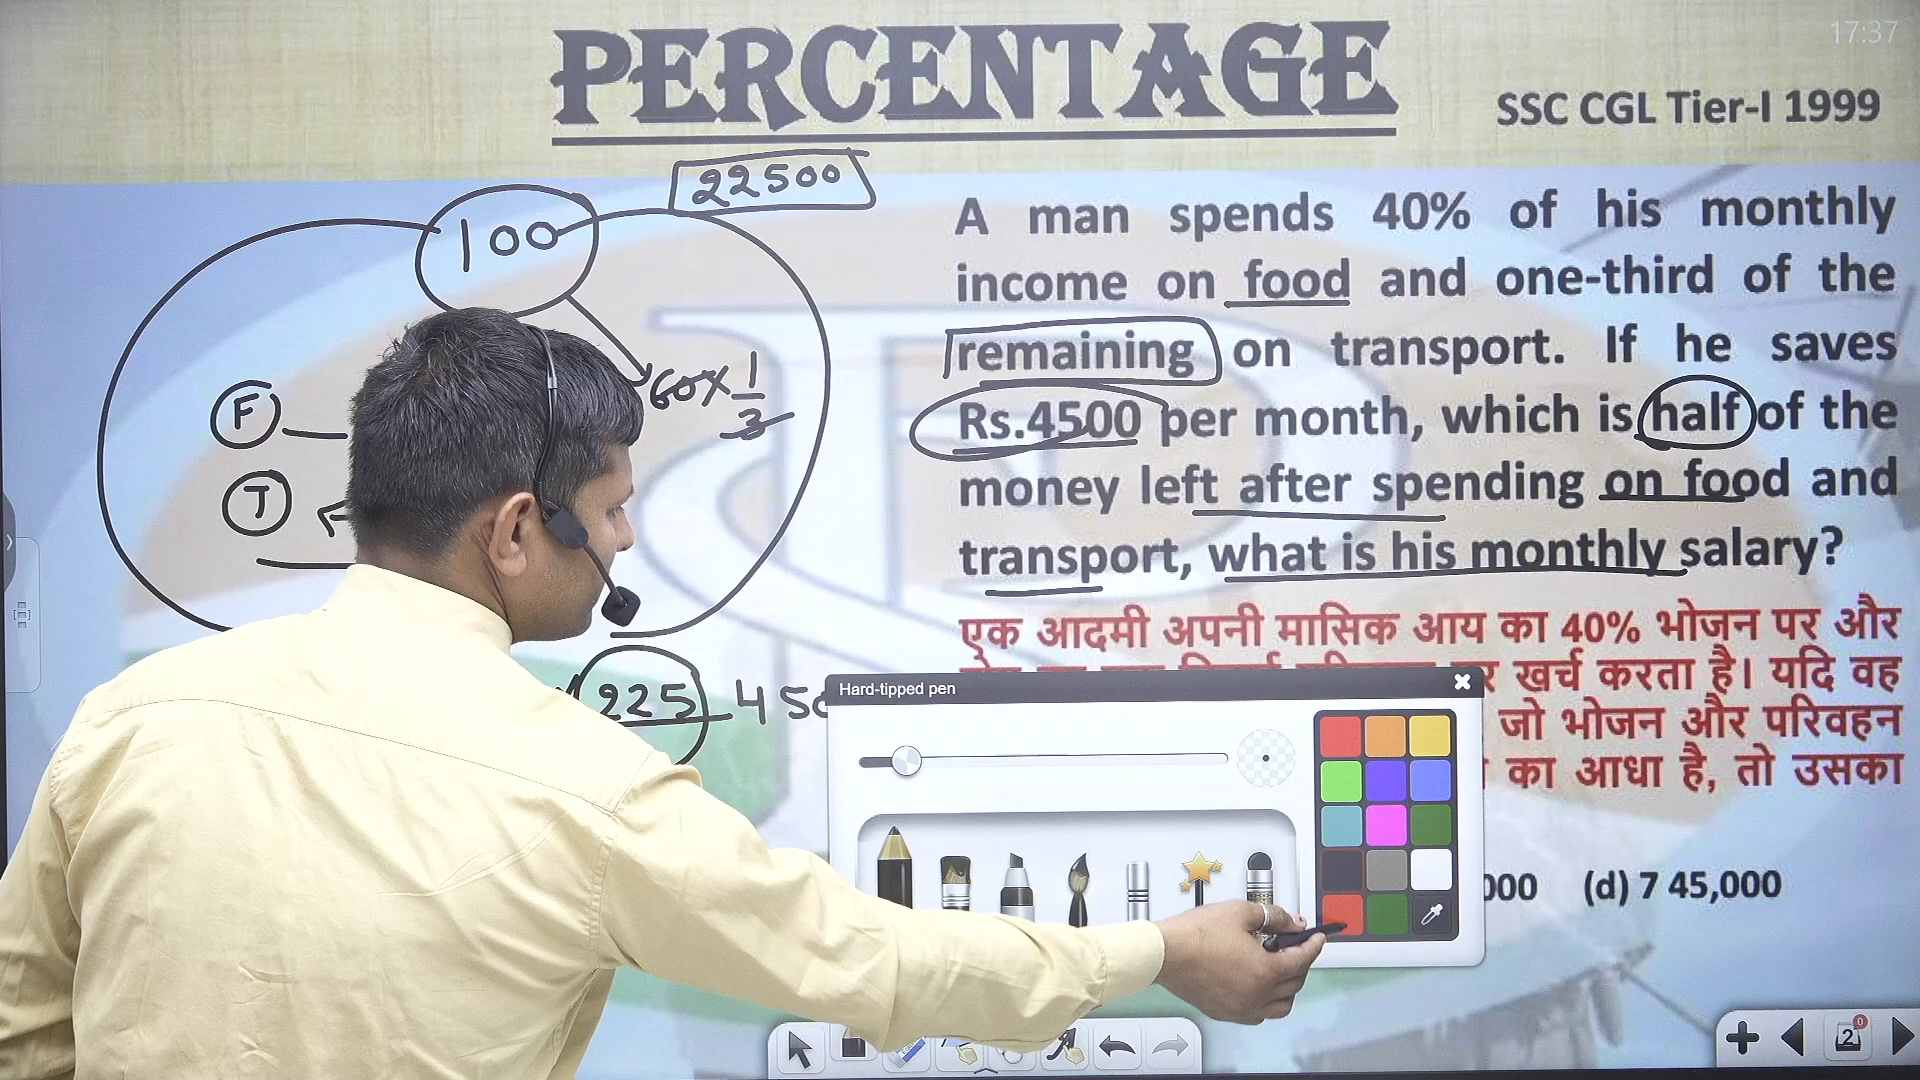 17:37
PERCENTAGE
SSC CGL Tier-I 1999
22500
100
A man spends 40% of his monthly
income on food and one-third of the
remaining on transport. If he saves
Rs.4500 per month, which is half of the
money left after spending on food and
transport, what is his monthly salary?
60 × 1/3
F
T
एक आदमी अपनी मासिक आय का 40% भोजन पर और
खर्च करता है। यदि वह
जो भोजन और परिवहन
का आधा है, तो उसका
225 450
Hard-tipped pen
000 (d) 7 45,000
2
0